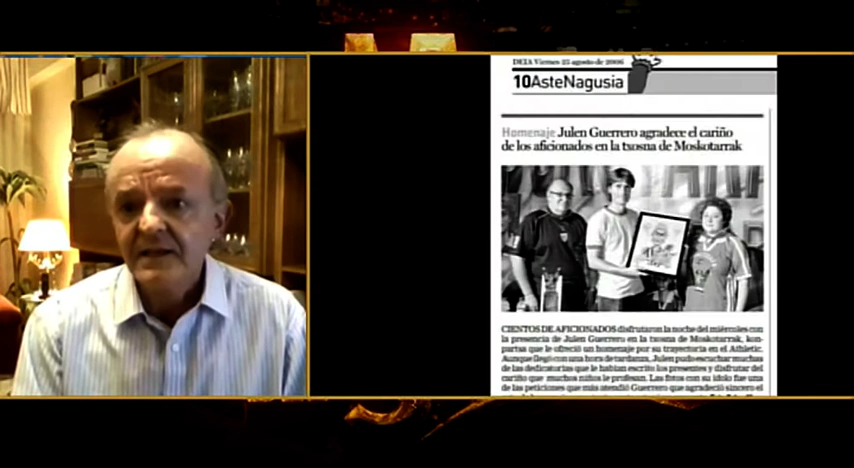 DEIA Viernes 25 agosto de 2006
10AsteNagusia
Homenaje Julen Guerrero agradece el cariño
de los aficionados en la txosna de Moskotarrak
CIENTOS DE AFICIONADOS disfrutaron la noche del miércoles con
la presencia de Julen Guerrero en la txosna de Moskotarrak, kon-
partsa que le ofreció un homenaje por su trayectoria en el Athletic.
Aunque llegó con una hora de tardanza, Julen pudo escuchar muchas
de las dedicatorias que le habían escrito los presentes y disfrutar del
cariño que muchos niños le profesan. Las fotos con su ídolo fue una
de las peticiones que más atendió Guerrero que agradeció sincero el